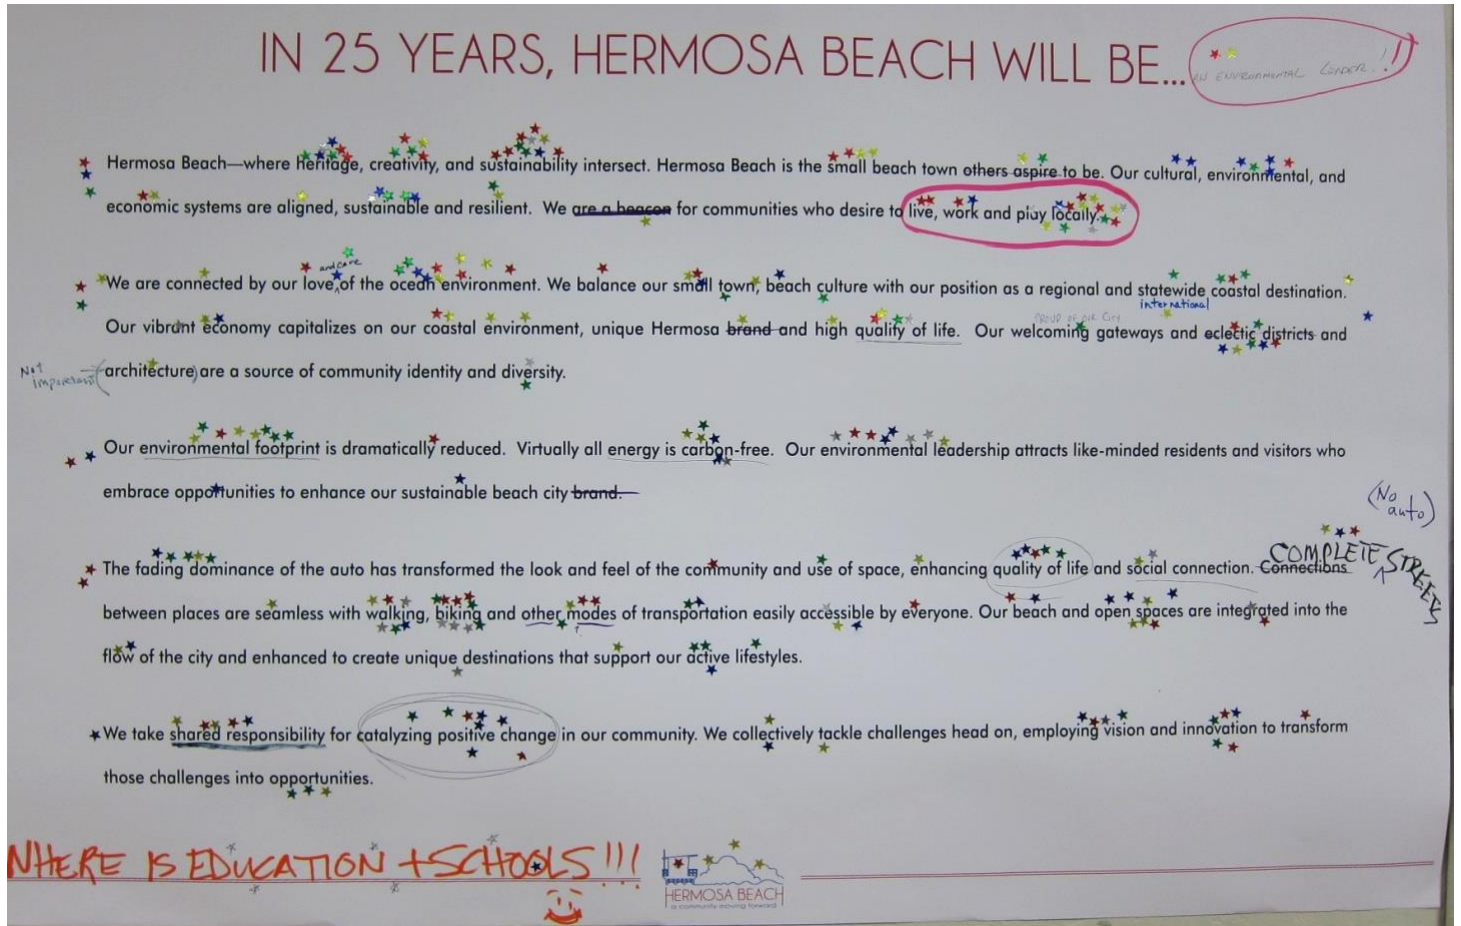 IN 25 YEARS, HERMOSA BEACH WILL BE...
AN ENVIRONMENTAL LEADER!!!
Hermosa Beach—where heritage, creativity, and sustainability intersect. Hermosa Beach is the small beach town others aspire to be. Our cultural, environmental, and
economic systems are aligned, sustainable and resilient. We are a beacon for communities who desire to live, work and play locally.
and care
We are connected by our love of the ocean environment. We balance our small town, beach culture with our position as a regional and statewide coastal destination.
international
Our vibrant economy capitalizes on our coastal environment, unique Hermosa brand and high quality of life. Our welcoming gateways and eclectic districts and
PROUD OF OUR CITY
Not important
(architecture) are a source of community identity and diversity.
Our environmental footprint is dramatically reduced. Virtually all energy is carbon-free. Our environmental leadership attracts like-minded residents and visitors who
embrace opportunities to enhance our sustainable beach city brand.
(No auto)
COMPLETE STREETS
The fading dominance of the auto has transformed the look and feel of the community and use of space, enhancing quality of life and social connection. Connections
between places are seamless with walking, biking and other modes of transportation easily accessible by everyone. Our beach and open spaces are integrated into the
flow of the city and enhanced to create unique destinations that support our active lifestyles.
We take shared responsibility for catalyzing positive change in our community. We collectively tackle challenges head on, employing vision and innovation to transform
those challenges into opportunities.
WHERE IS EDUCATION + SCHOOLS!!!
HERMOSA BEACH
a community moving forward